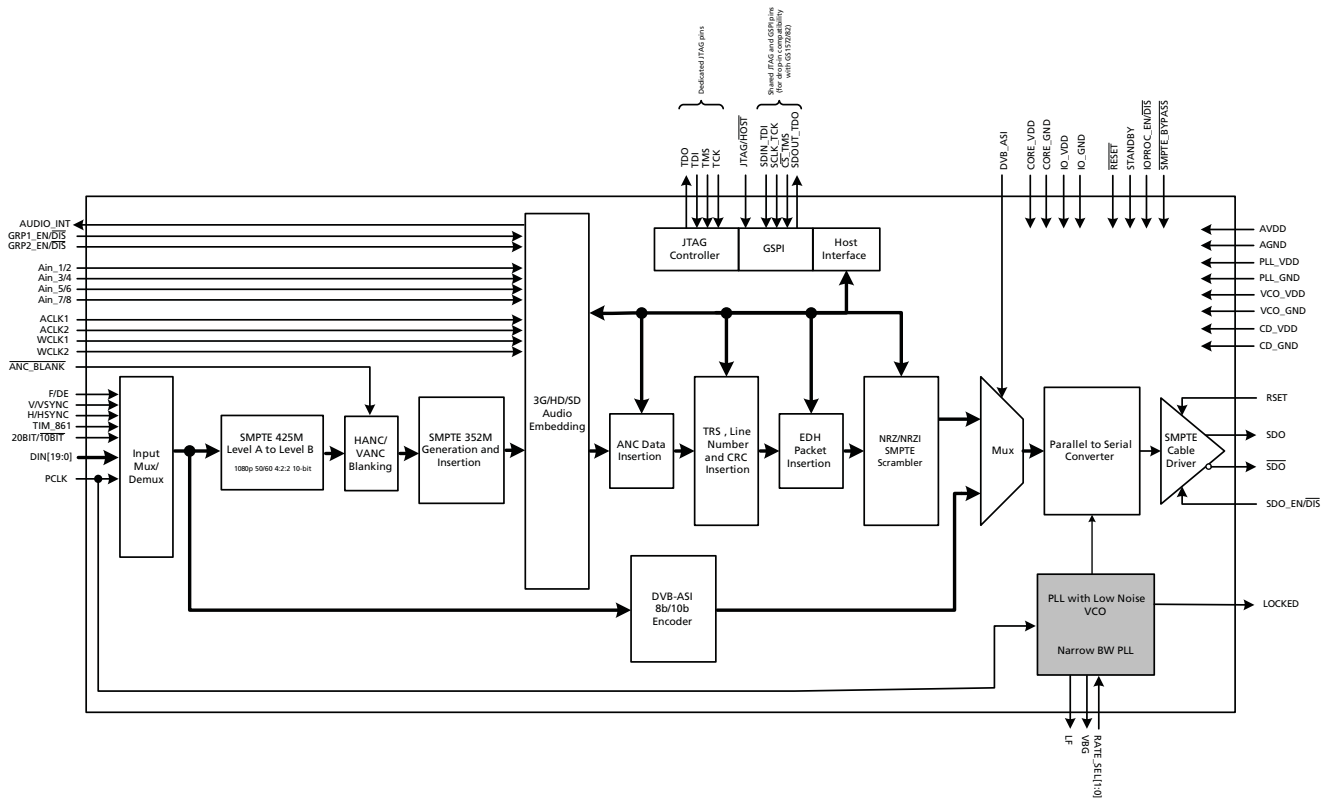 Dedicated JTAG pins
Shared JTAG and GSPI pins
(for drop-in compatibility
with GS1572/82)
TDO
TDI
TMS
TCK
JTAG/HOST
SDIN_TDI
SCLK_TCK
CS_TMS
SDOUT_TDO
DVB_ASI
CORE_VDD
CORE_GND
IO_VDD
IO_GND
RESET
STANDBY
IOPROC_EN/DIS
SMPTE_BYPASS
AUDIO_INT
GRP1_EN/DIS
GRP2_EN/DIS
Ain_1/2
Ain_3/4
Ain_5/6
Ain_7/8
ACLK1
ACLK2
WCLK1
WCLK2
ANC_BLANK
F/DE
V/VSYNC
H/HSYNC
TIM_861
20BIT/10BIT
DIN[19:0]
PCLK
JTAG
Controller
GSPI
Host
Interface
AVDD
AGND
PLL_VDD
PLL_GND
VCO_VDD
VCO_GND
CD_VDD
CD_GND
Input
Mux/
Demux
SMPTE 425M
Level A to Level B
1080p 50/60 4:2:2 10-bit
HANC/
VANC
Blanking
SMPTE 352M
Generation and
Insertion
3G/HD/SD
Audio
Embedding
ANC Data
Insertion
TRS , Line
Number
and CRC
Insertion
EDH
Packet
Insertion
NRZ/NRZI
SMPTE
Scrambler
Mux
Parallel to Serial
Converter
SMPTE
Cable
Driver
RSET
SDO
SDO
SDO_EN/DIS
DVB-ASI
8b/10b
Encoder
PLL with Low Noise
VCO
Narrow BW PLL
LOCKED
LF
VBG
RATE_SEL[1:0]